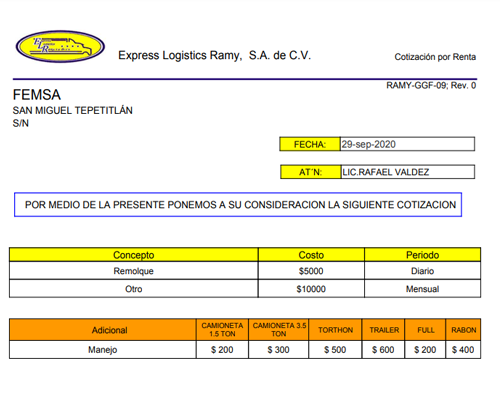 Express Logistics Ramy, S.A. de C.V.
Cotización por Renta
RAMY-GGF-09; Rev. 0
FEMSA
SAN MIGUEL TEPETITLÁN
S/N
FECHA: 29-sep-2020
AT´N: LIC.RAFAEL VALDEZ
POR MEDIO DE LA PRESENTE PONEMOS A SU CONSIDERACION LA SIGUIENTE COTIZACION
Concepto Costo Periodo
Remolque $5000 Diario
Otro $10000 Mensual
Adicional CAMIONETA 1.5 TON CAMIONETA 3.5 TON TORTHON TRAILER FULL RABON
Manejo $ 200 $ 300 $ 500 $ 600 $ 200 $ 400